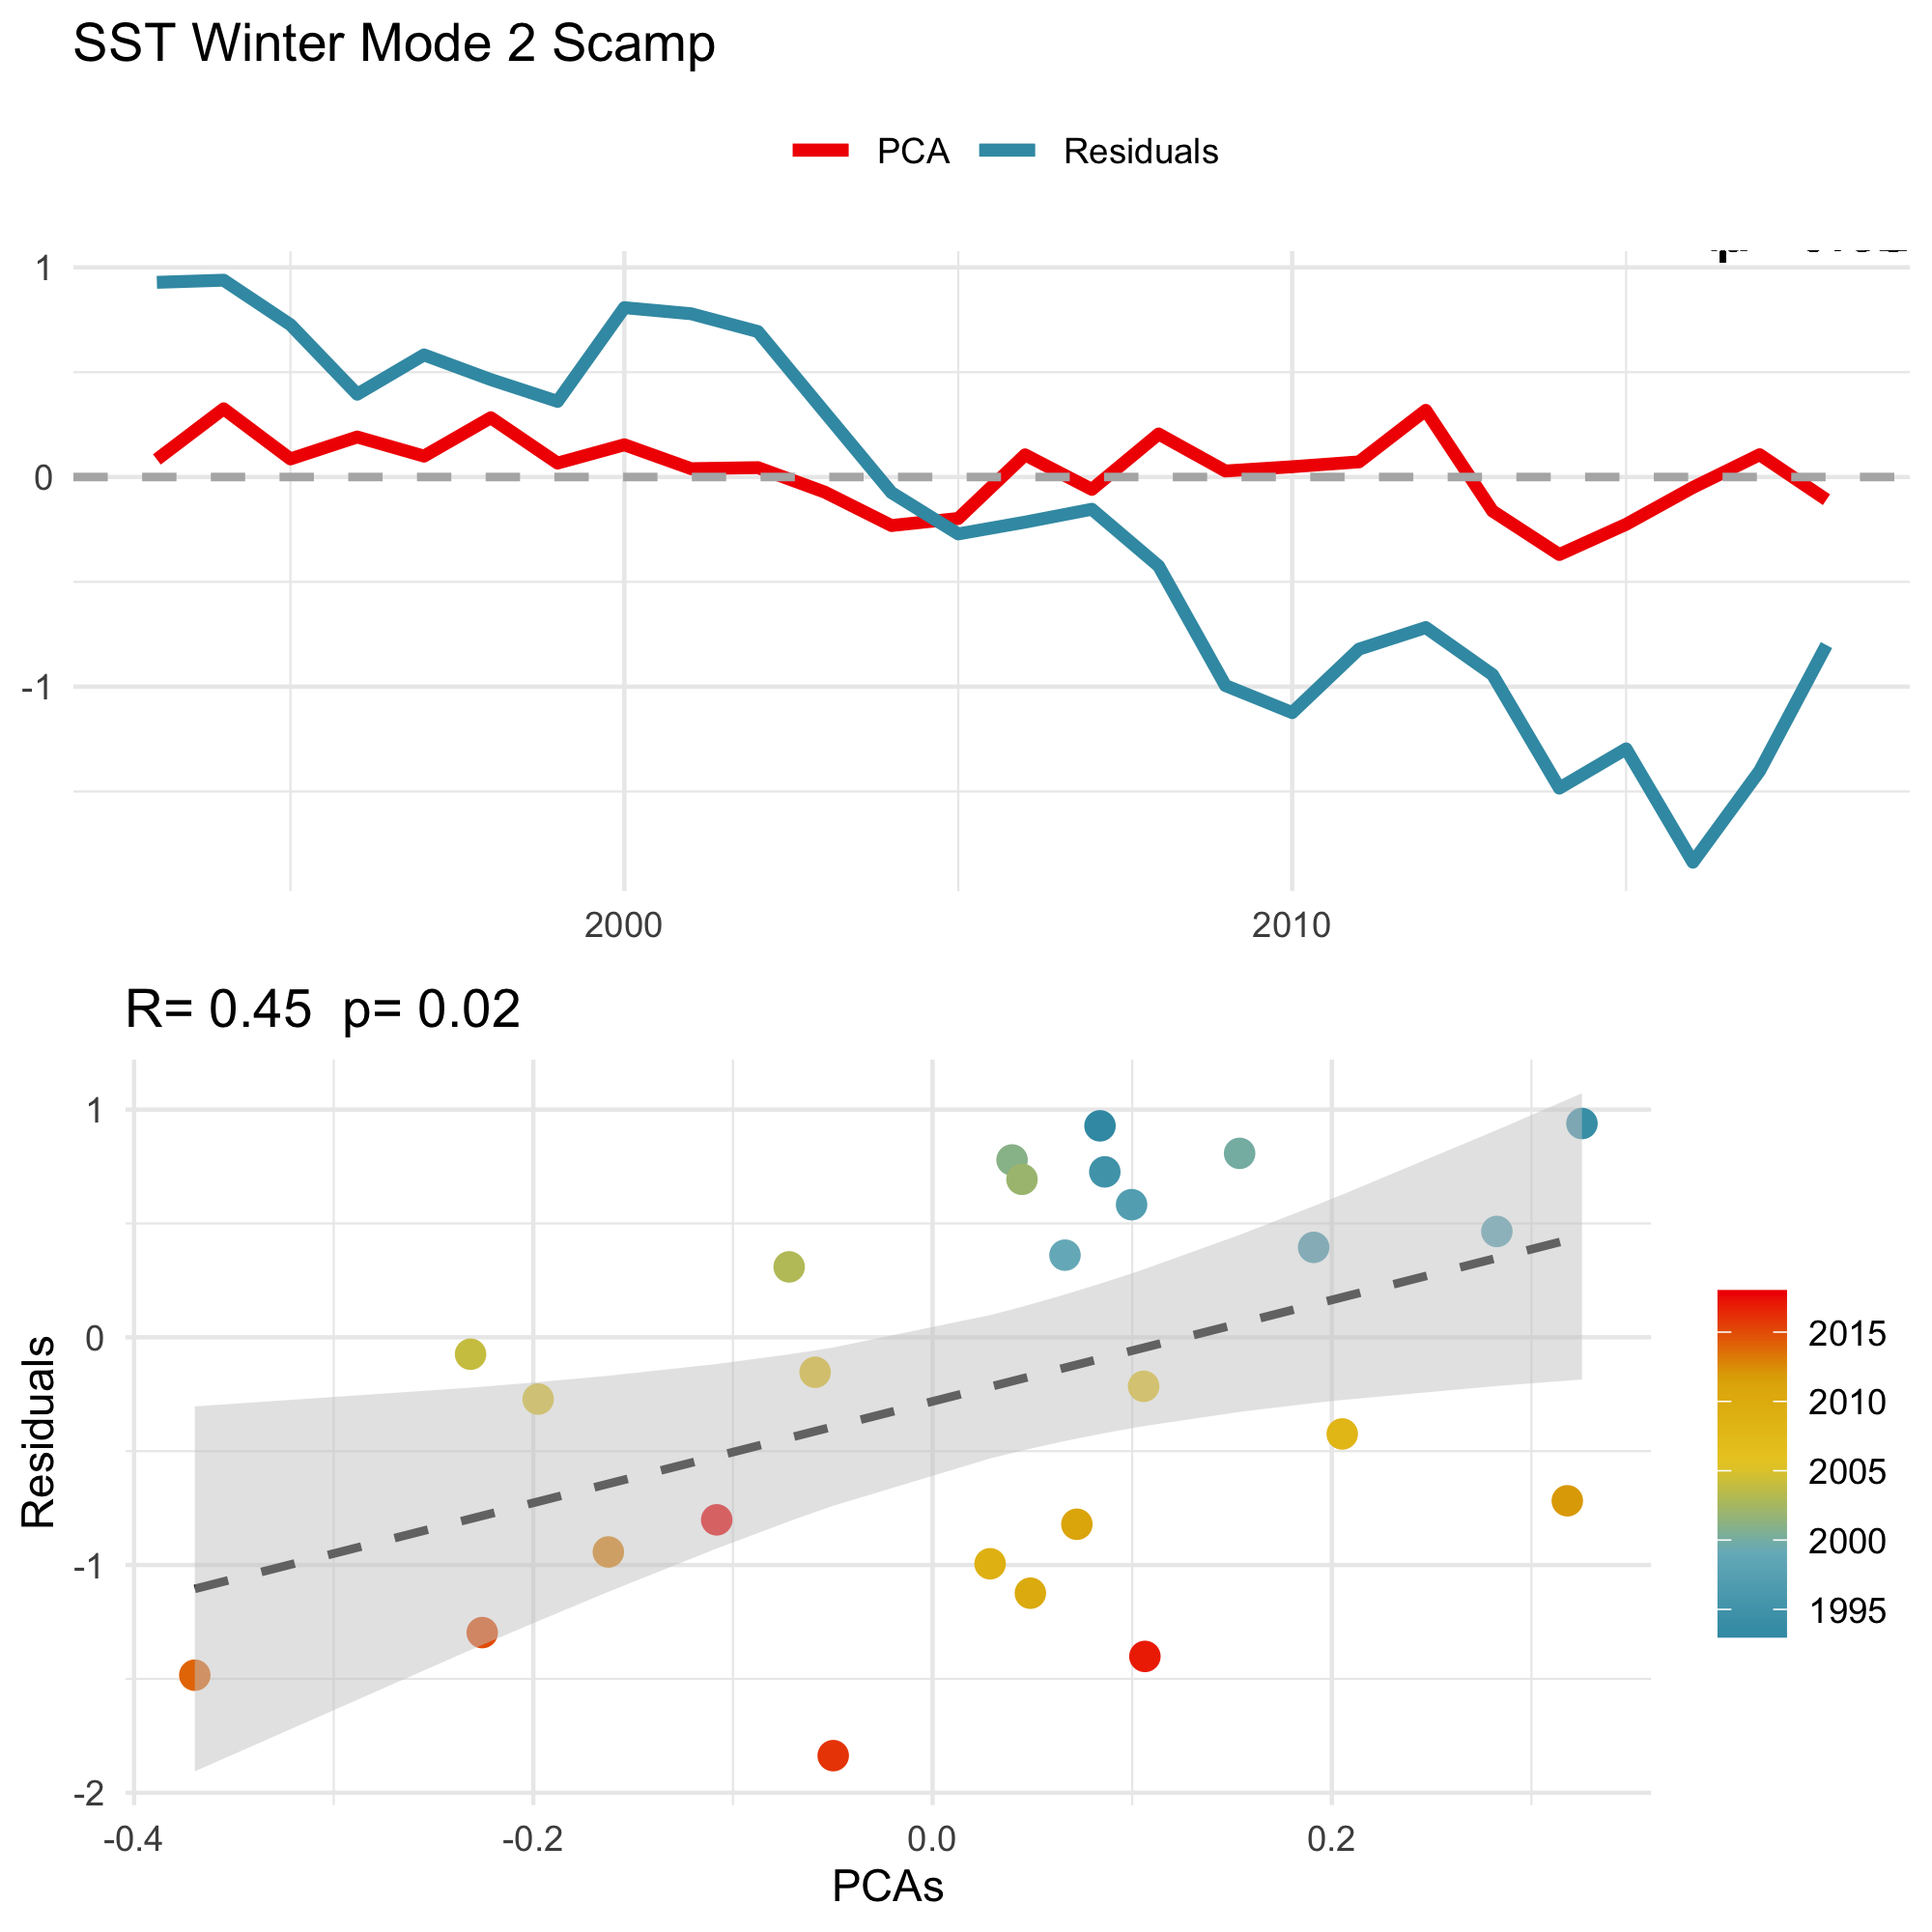 SST Winter Mode 2 Scamp
PCA Residuals
1
0
-1
2000 2010
R= 0.45 p= 0.02
Residuals
1
0
-1
-2
-0.4 -0.2 0.0 0.2
PCAs
2015
2010
2005
2000
1995